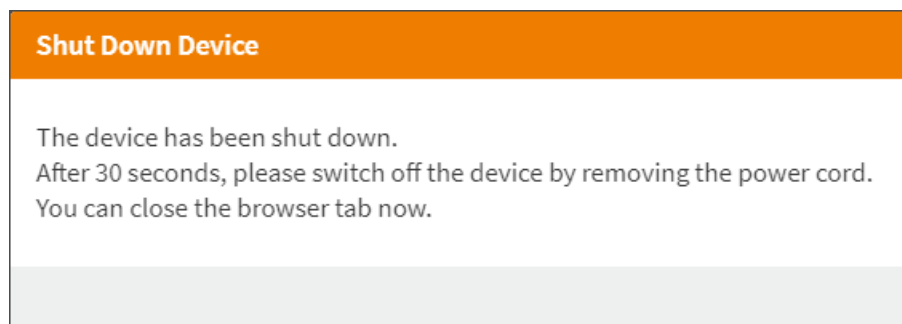 Shut Down Device
The device has been shut down.
After 30 seconds, please switch off the device by removing the power cord.
You can close the browser tab now.